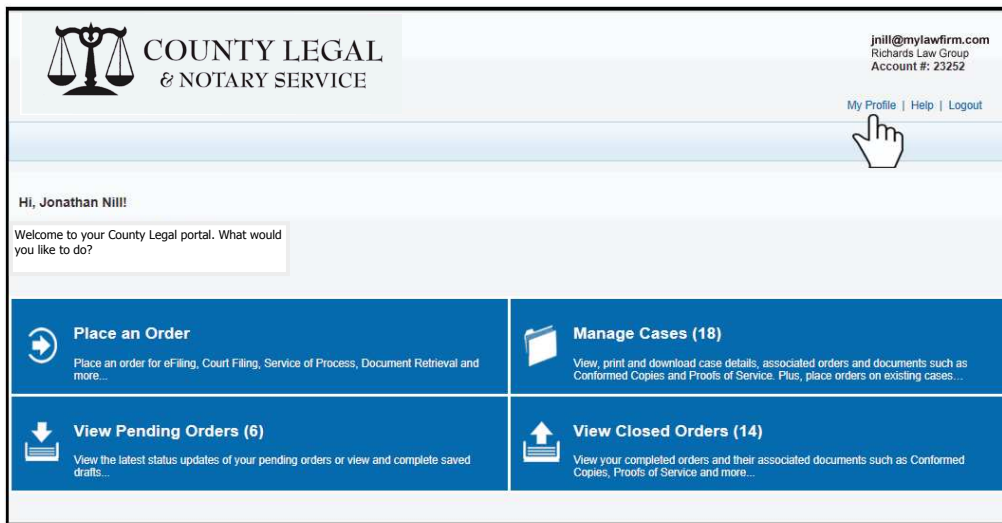 COUNTY LEGAL
& NOTARY SERVICE
jnill@mylawfirm.com
Richards Law Group
Account #: 23252
My Profile | Help | Logout
Hi, Jonathan Nill!
Welcome to your County Legal portal. What would
you like to do?
Place an Order
Place an order for eFiling, Court Filing, Service of Process, Document Retrieval and
more...
Manage Cases (18)
View, print and download case details, associated orders and documents such as
Conformed Copies and Proofs of Service. Plus, place orders on existing cases...
View Pending Orders (6)
View the latest status updates of your pending orders or view and complete saved
drafts...
View Closed Orders (14)
View your completed orders and their associated documents such as Conformed
Copies, Proofs of Service and more...